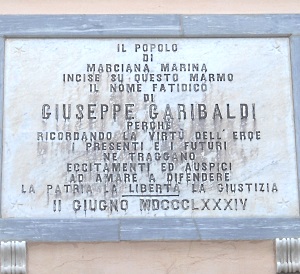 IL POPOLO
DI
MARCIANA MARINA
INCISE SU QUESTO MARMO
IL NOME FATIDICO
DI
GIUSEPPE GARIBALDI
PERCHÈ
RICORDANDO LA VIRTÙ DELL'EROE
I PRESENTI E I FUTURI
NE TRAGGANO
ECCITAMENTI ED AUSPICI
AD AMARE A DIFENDERE
LA PATRIA LA LIBERTÀ LA GIUSTIZIA
II GIUGNO MDCCCLXXXIV